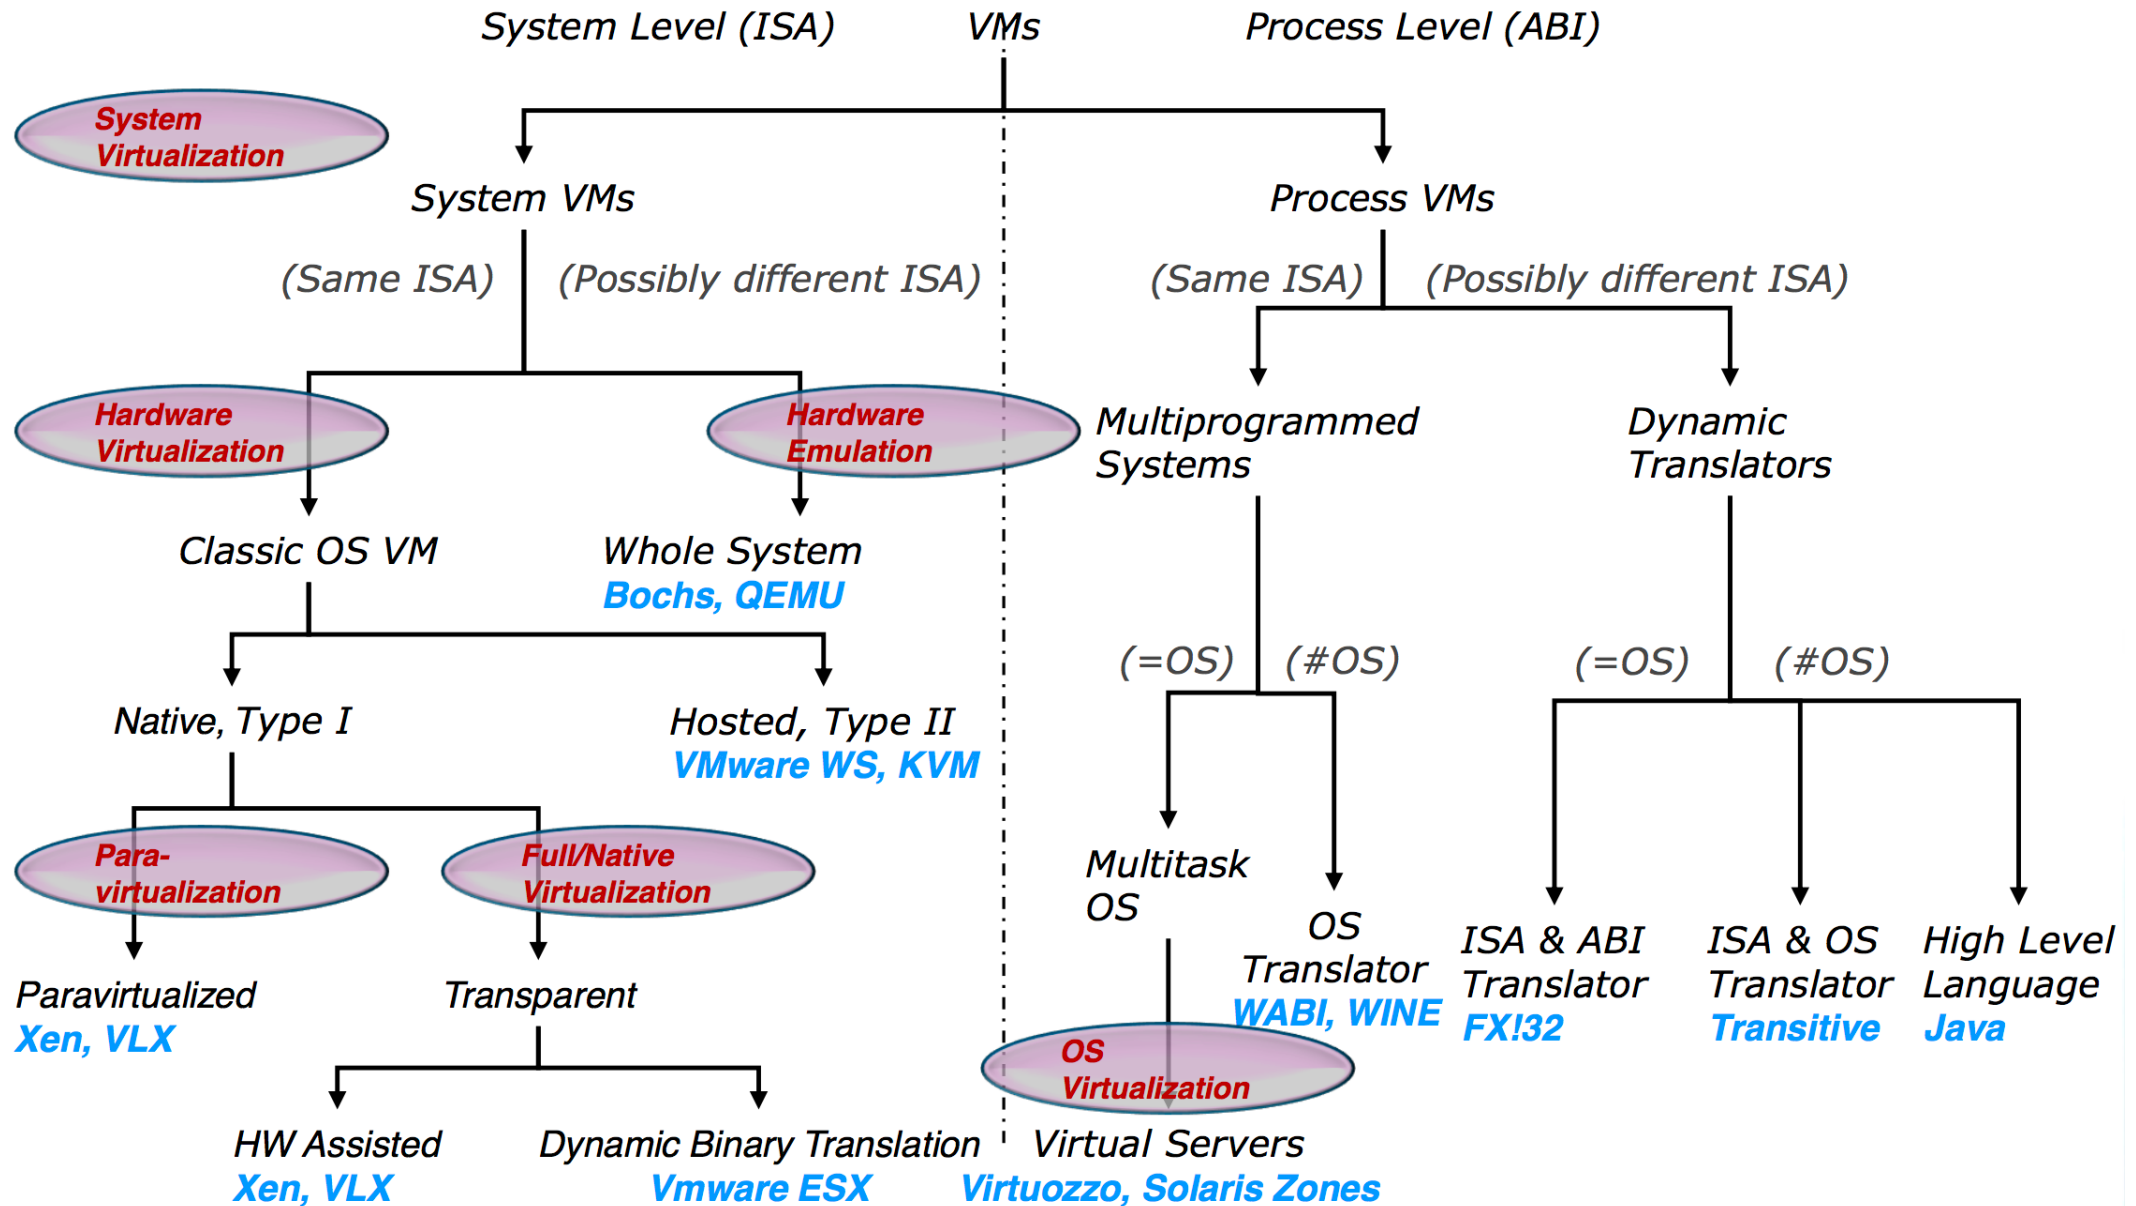 System Level (ISA)
VMs
Process Level (ABI)
System
Virtualization
System VMs
Process VMs
(Same ISA)
(Possibly different ISA)
(Same ISA)
(Possibly different ISA)
Hardware
Virtualization
Hardware
Emulation
Multiprogrammed
Systems
Dynamic
Translators
Classic OS VM
Whole System
Bochs, QEMU
(=OS)
(#OS)
(=OS)
(#OS)
Native, Type I
Hosted, Type II
VMware WS, KVM
Para-
virtualization
Full/Native
Virtualization
Multitask
OS
OS
Translator
WABI, WINE
ISA & ABI
Translator
FX!32
ISA & OS
Translator
Transitive
High Level
Language
Java
Paravirtualized
Xen, VLX
Transparent
OS
Virtualization
HW Assisted
Xen, VLX
Dynamic Binary Translation
Vmware ESX
Virtual Servers
Virtuozzo, Solaris Zones